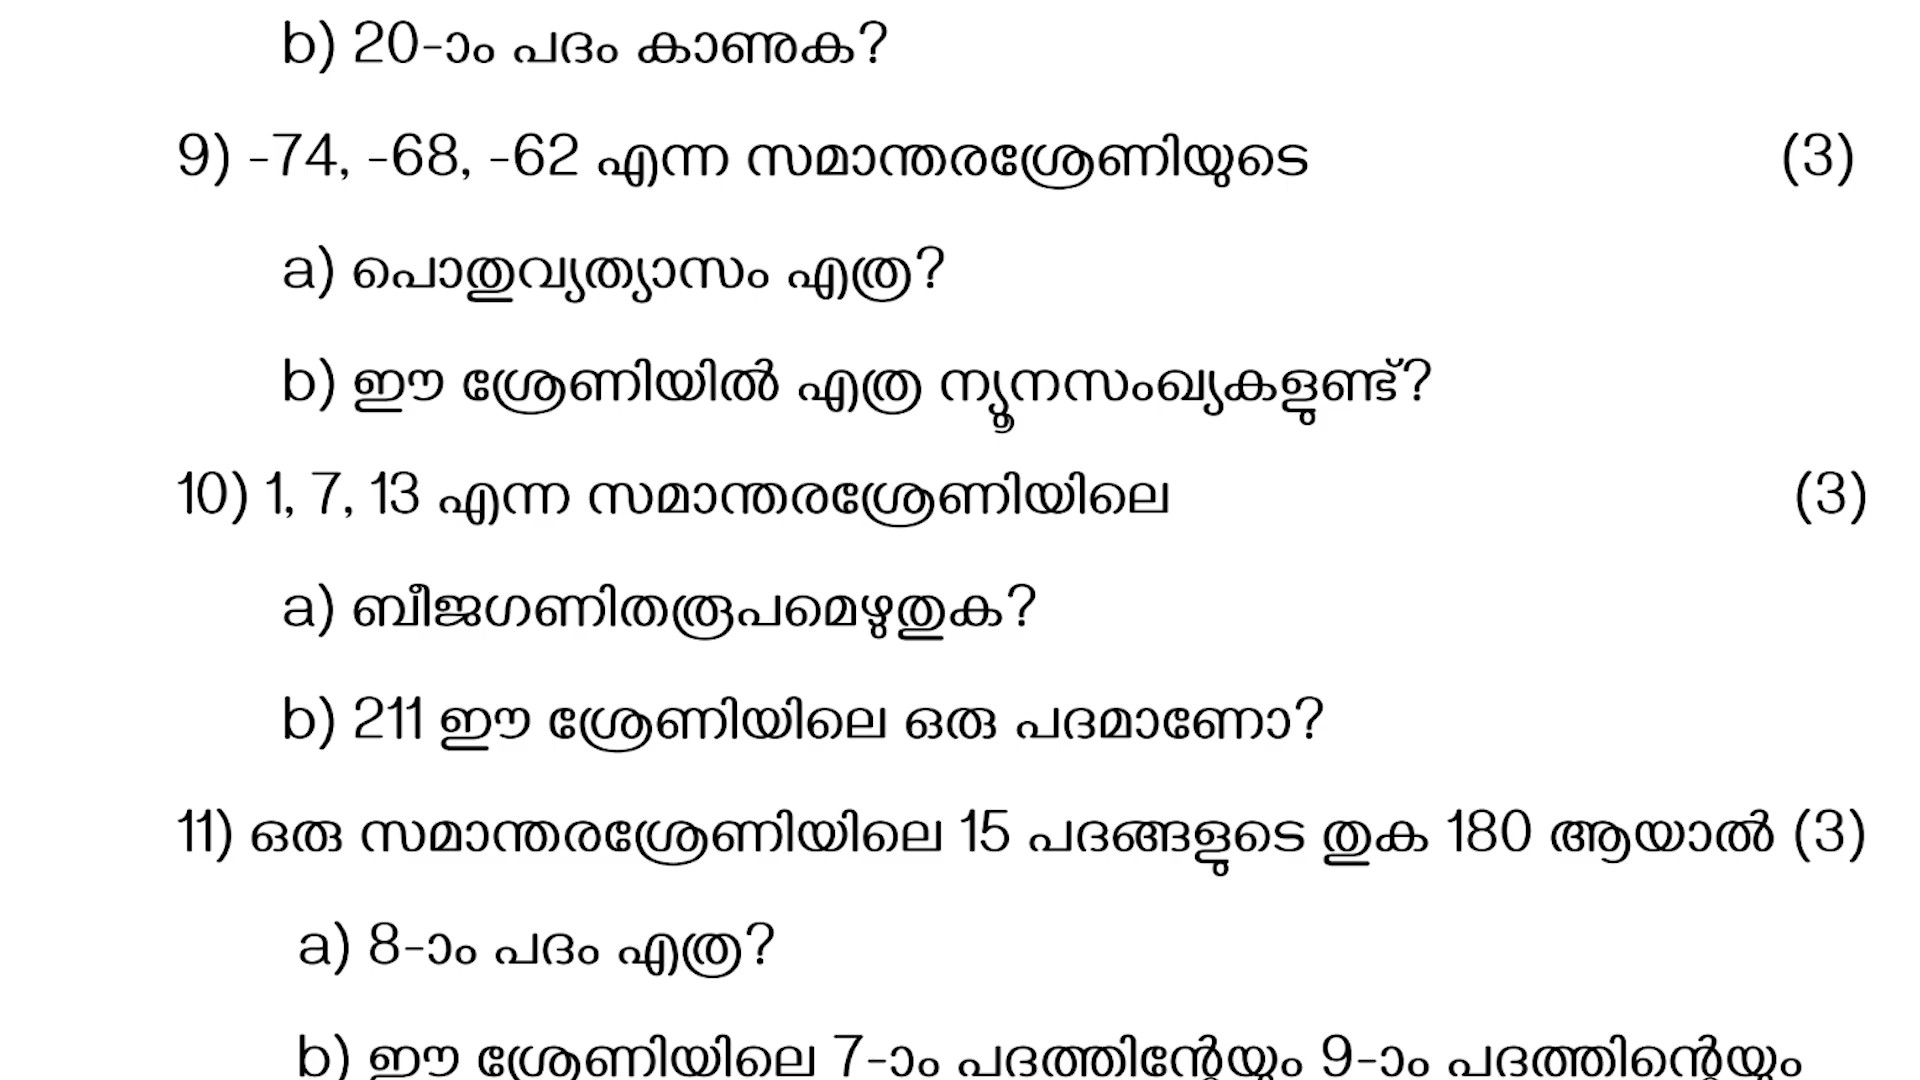 b) 20-ാം പദം കാണുക?
9) -74, -68, -62 എന്ന സമാന്തരശ്രേണിയുടെ (3)
a) പൊതുവ്യത്യാസം എത്ര?
b) ഈ ശ്രേണിയിൽ എത്ര ന്യൂനസംഖ്യകളുണ്ട്?
10) 1, 7, 13 എന്ന സമാന്തരശ്രേണിയിലെ (3)
a) ബീജഗണിതരൂപമെഴുതുക?
b) 211 ഈ ശ്രേണിയിലെ ഒരു പദമാണോ?
11) ഒരു സമാന്തരശ്രേണിയിലെ 15 പദങ്ങളുടെ തുക 180 ആയാൽ (3)
a) 8-ാം പദം എത്ര?
b) ഈ ശ്രേണിയിലെ 7-ാം പദത്തിന്റേയും 9-ാം പദത്തിന്റെയും